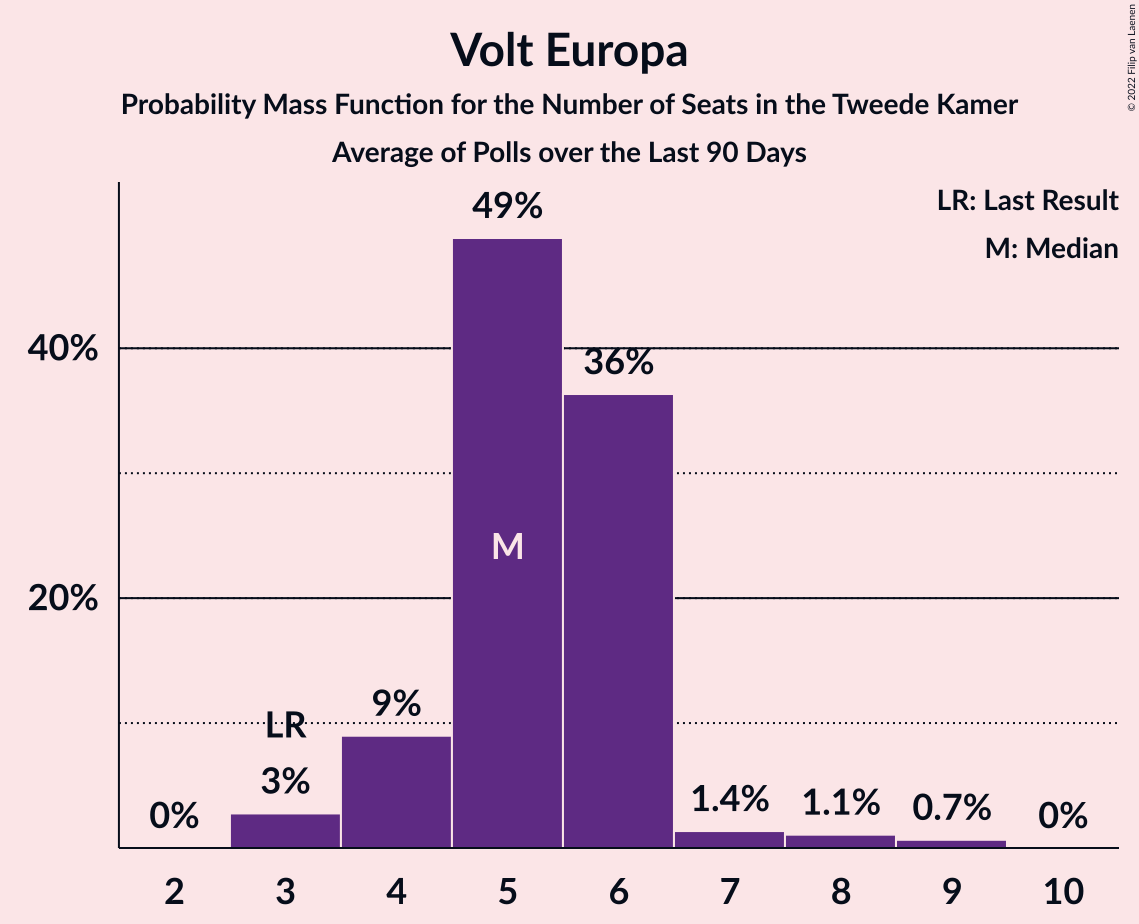 Volt Europa
Probability Mass Function for the Number of Seats in the Tweede Kamer
Average of Polls over the Last 90 Days
© 2022 Filip van Laenen
LR: Last Result
M: Median
49%
40%
36%
M
20%
9%
LR
3%
0%
1.4%
1.1%
0.7%
0%
2 3 4 5 6 7 8 9 10